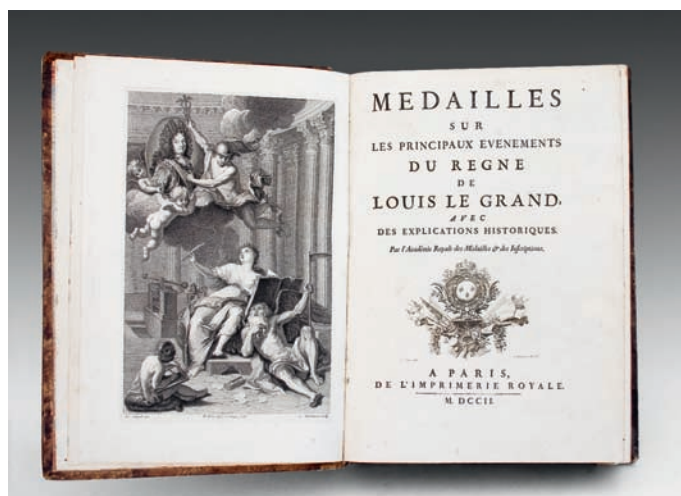 MEDAILLES
SUR
LES PRINCIPAUX EVENEMENTS
DU REGNE
DE
LOUIS LE GRAND,
AVEC
DES EXPLICATIONS HISTORIQUES.
Par l'Académie Royale des Medailles & des Inscriptions.
A PARIS,
DE L'IMPRIMERIE ROYALE.
M. DCCII.